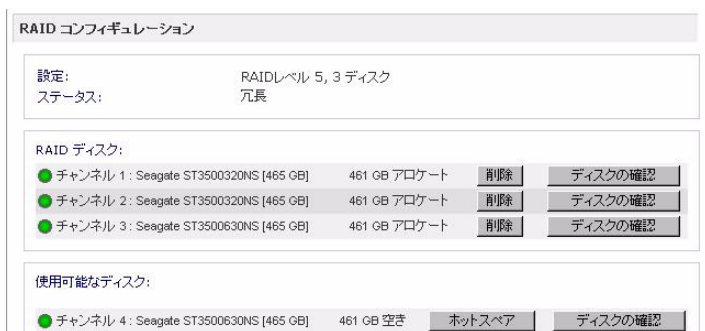 RAID コンフィギュレーション
設定: RAIDレベル 5, 3 ディスク
ステータス: 冗長
RAID ディスク:
チャンネル 1 : Seagate ST3500320NS [465 GB] 461 GB アロケート 削除 ディスクの確認
チャンネル 2 : Seagate ST3500320NS [465 GB] 461 GB アロケート 削除 ディスクの確認
チャンネル 3 : Seagate ST3500630NS [465 GB] 461 GB アロケート 削除 ディスクの確認
使用可能なディスク:
チャンネル 4 : Seagate ST3500630NS [465 GB] 461 GB 空き ホットスペア ディスクの確認